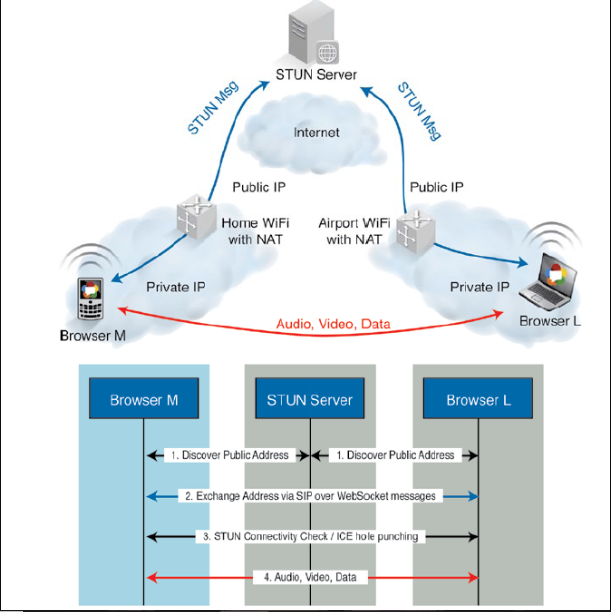 STUN Server
STUN Msg
STUN Msg
Internet
Public IP
Public IP
Home WiFi
with NAT
Airport WiFi
with NAT
Private IP
Private IP
Browser M
Audio, Video, Data
Browser L
Browser M
STUN Server
Browser L
1. Discover Public Address
1. Discover Public Address
2. Exchange Address via SIP over WebSocket messages
3. STUN Connectivity Check / ICE hole punching
4. Audio, Video, Data